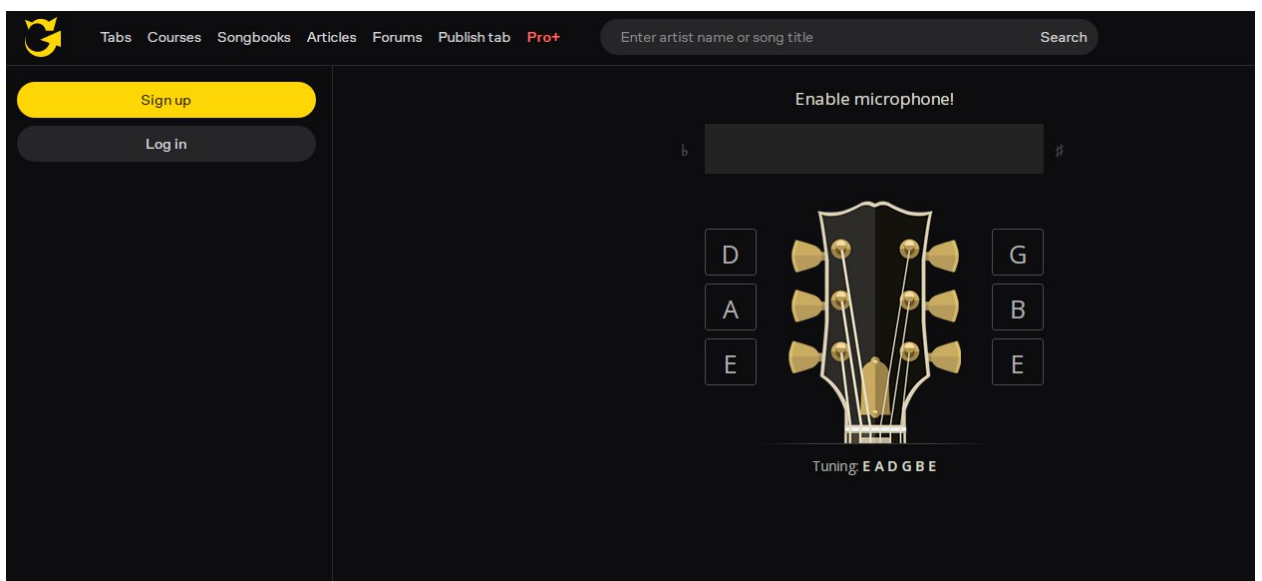 Tabs Courses Songbooks Articles Forums Publish tab Pro+ Enter artist name or song title Search
Sign up
Log in
Enable microphone!
♭ ♯
D G
A B
E E
Tuning: E A D G B E